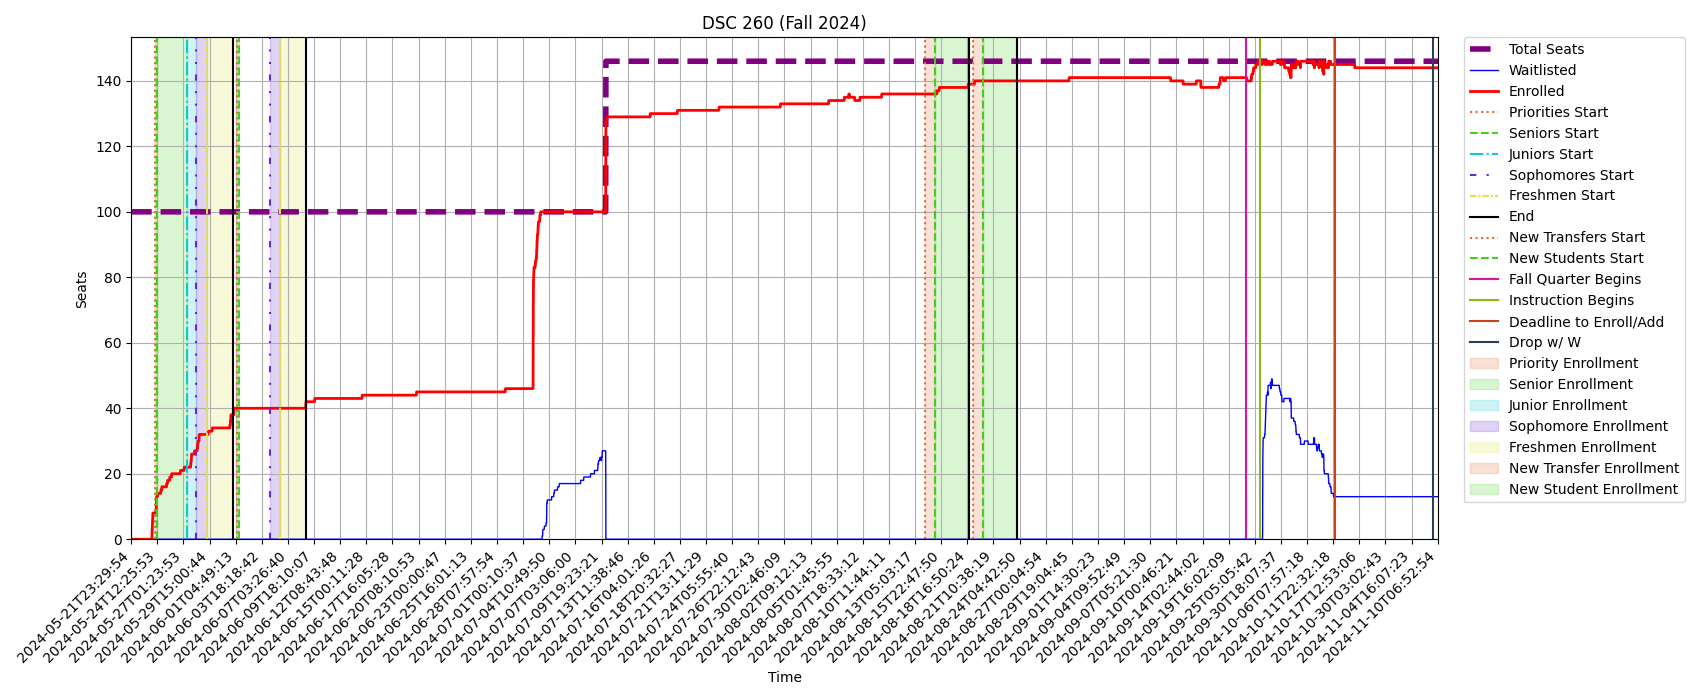 DSC 260 (Fall 2024)
Seats
140
120
100
80
60
40
20
0
2024-05-21T23:29:54
2024-05-24T12:25:53
2024-05-27T01:23:53
2024-05-29T15:00:44
2024-06-01T04:49:13
2024-06-03T18:18:42
2024-06-07T03:26:40
2024-06-09T18:10:07
2024-06-12T08:43:48
2024-06-15T00:11:28
2024-06-17T16:05:28
2024-06-20T08:10:53
2024-06-23T00:00:47
2024-06-25T16:01:13
2024-06-28T07:57:54
2024-07-01T00:10:37
2024-07-04T10:49:50
2024-07-07T03:06:00
2024-07-09T19:23:21
2024-07-13T11:38:46
2024-07-16T04:01:26
2024-07-18T20:32:27
2024-07-21T13:11:29
2024-07-24T05:55:40
2024-07-26T22:12:43
2024-07-30T02:46:09
2024-08-02T09:12:13
2024-08-05T01:45:55
2024-08-07T18:33:12
2024-08-10T11:44:11
2024-08-13T05:03:17
2024-08-15T22:47:50
2024-08-18T16:50:24
2024-08-21T10:38:19
2024-08-24T04:42:50
2024-08-27T00:04:54
2024-08-29T19:04:45
2024-09-01T14:30:23
2024-09-04T09:52:49
2024-09-07T05:21:30
2024-09-10T00:46:21
2024-09-14T02:44:02
2024-09-19T16:02:09
2024-09-25T05:05:42
2024-09-30T18:07:37
2024-10-06T07:57:18
2024-10-11T22:32:18
2024-10-17T12:53:06
2024-10-30T03:02:43
2024-11-04T16:07:23
2024-11-10T06:52:54
Time
Total Seats
Waitlisted
Enrolled
Priorities Start
Seniors Start
Juniors Start
Sophomores Start
Freshmen Start
End
New Transfers Start
New Students Start
Fall Quarter Begins
Instruction Begins
Deadline to Enroll/Add
Drop w/ W
Priority Enrollment
Senior Enrollment
Junior Enrollment
Sophomore Enrollment
Freshmen Enrollment
New Transfer Enrollment
New Student Enrollment